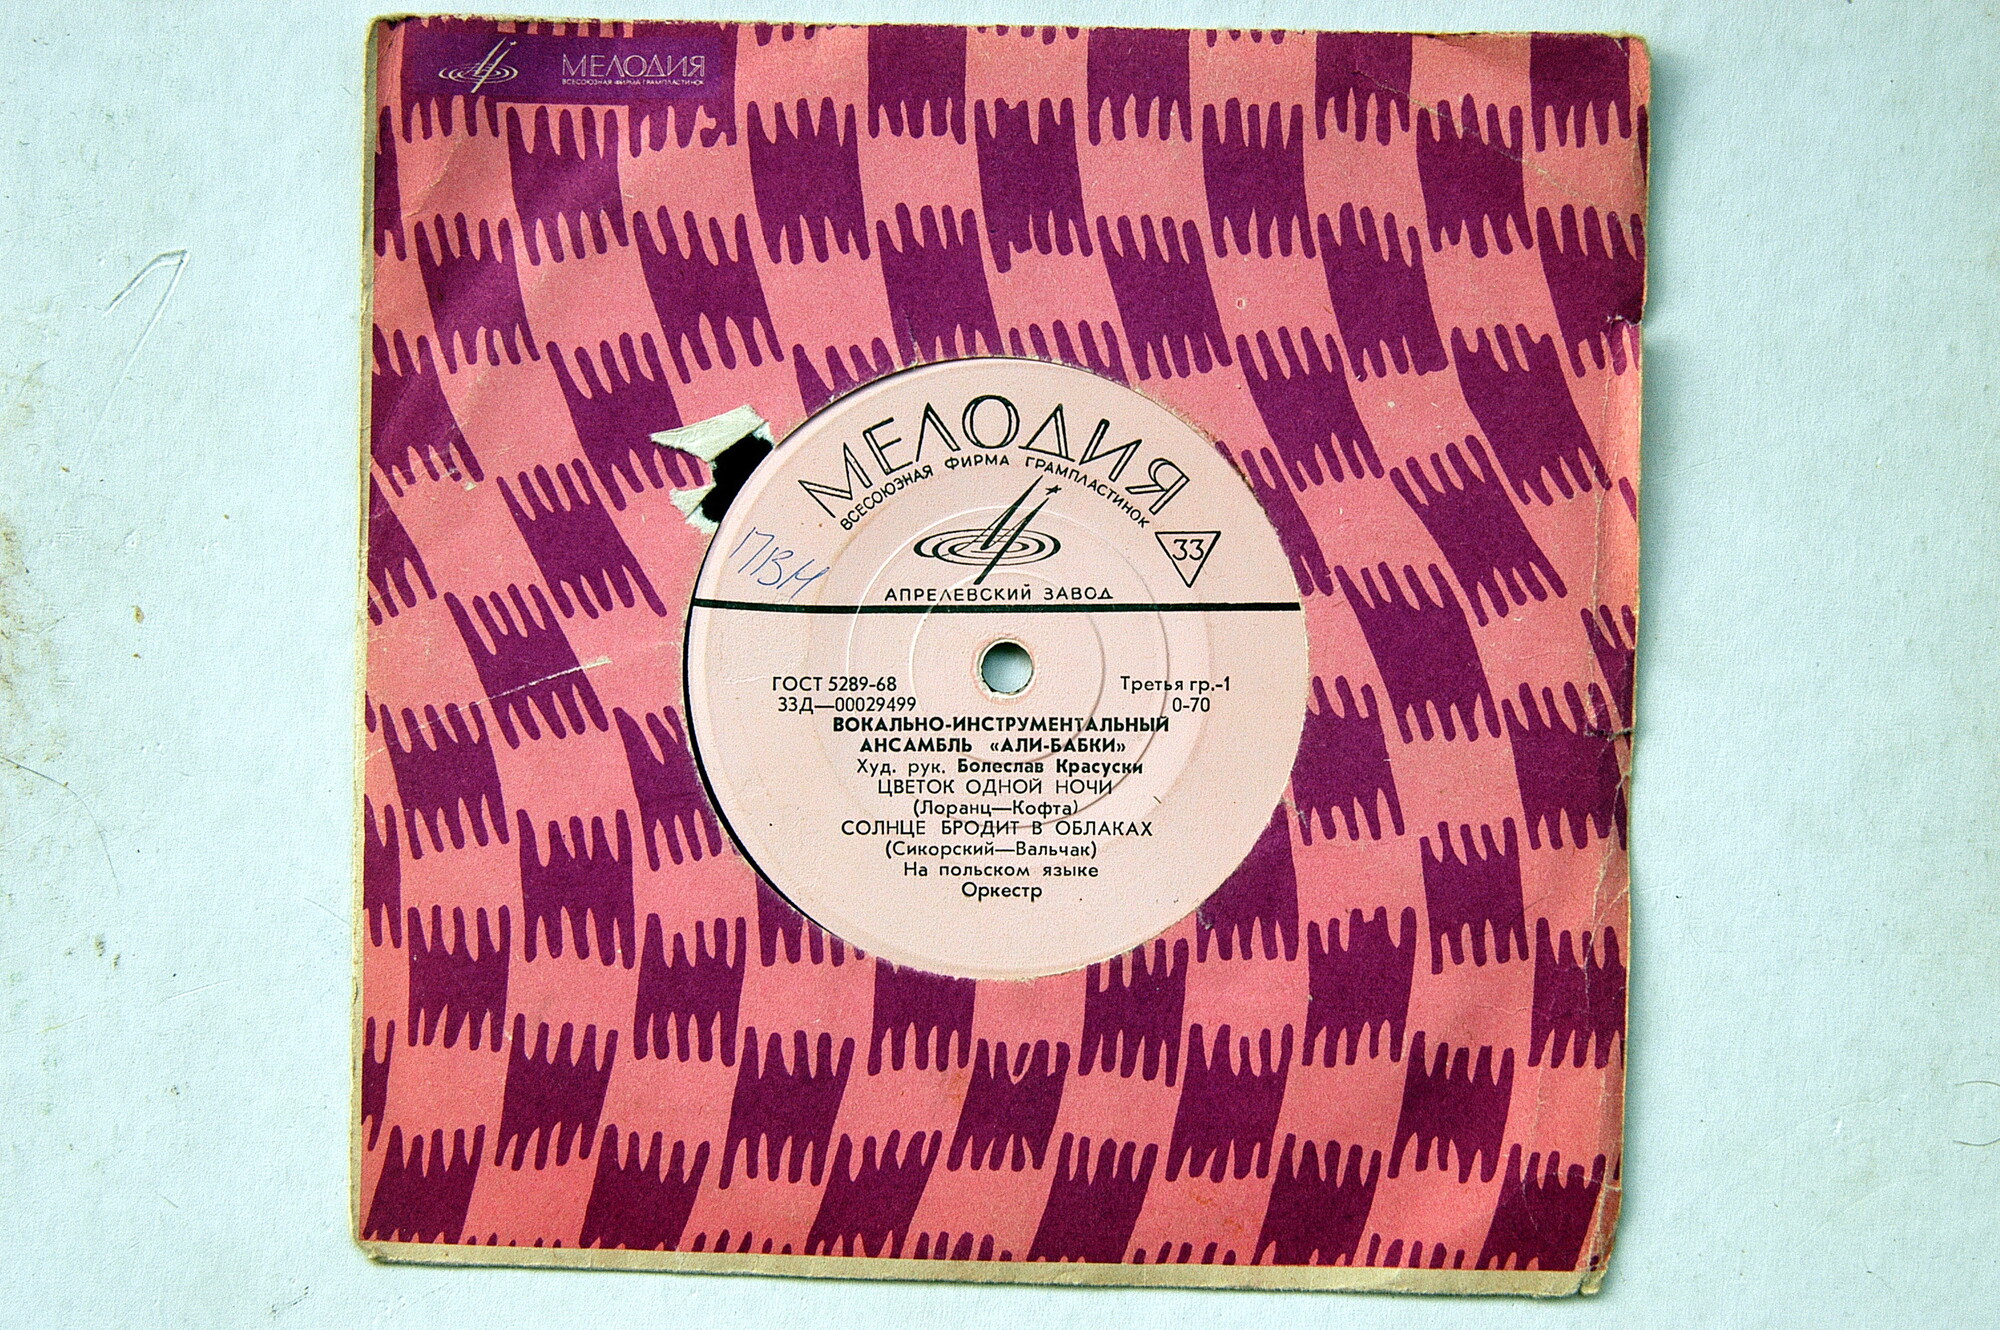 МЕЛОДИЯ
ВСЕСОЮЗНАЯ ФИРМА ГРАМПЛАСТИНОК
МЕЛОДИЯ
ВСЕСОЮЗНАЯ ФИРМА ГРАМПЛАСТИНОК
33
ПВН
АПРЕЛЕВСКИЙ ЗАВОД
ГОСТ 5289-68 Третья гр.-1
33Д—00029499 0-70
ВОКАЛЬНО-ИНСТРУМЕНТАЛЬНЫЙ
АНСАМБЛЬ «АЛИ-БАБКИ»
Худ. рук. Болеслав Красуски
ЦВЕТОК ОДНОЙ НОЧИ
(Лоранц—Кофта)
СОЛНЦЕ БРОДИТ В ОБЛАКАХ
(Сикорский—Вальчак)
На польском языке
Оркестр